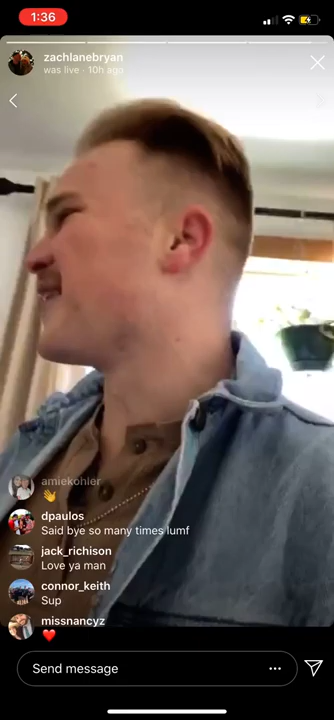 1:36
zachlanebryan
was live · 10h ago
amiekohler
👋
dpaulos
Said bye so many times lumf
jack_richison
Love ya man
connor_keith
Sup
missnancyz
❤️
Send message